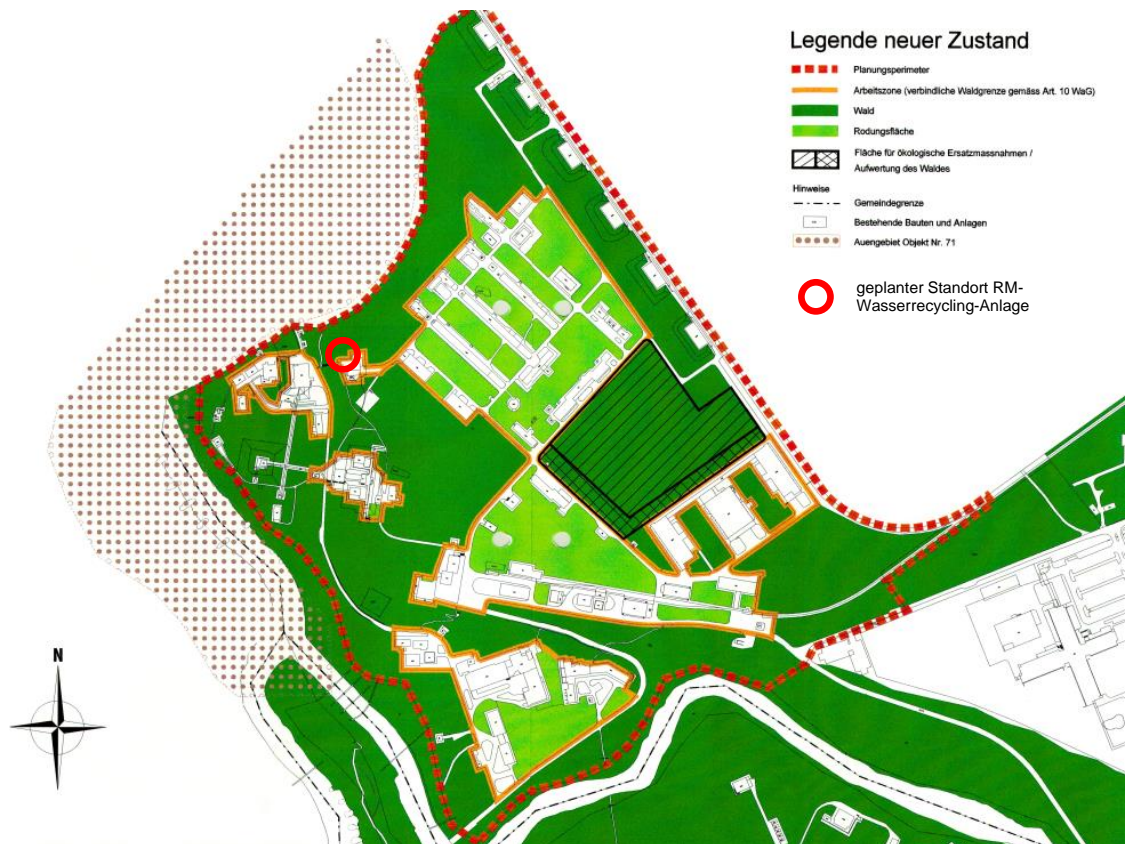 Legende neuer Zustand
Planungsperimeter
Arbeitszone (verbindliche Waldgrenze gemäss Art. 10 WaG)
Wald
Rodungsfläche
Fläche für ökologische Ersatzmassnahmen /
Aufwertung des Waldes
Hinweise
Gemeindegrenze
Bestehende Bauten und Anlagen
Auengebiet Objekt Nr. 71
geplanter Standort RM-
Wasserrecycling-Anlage
N